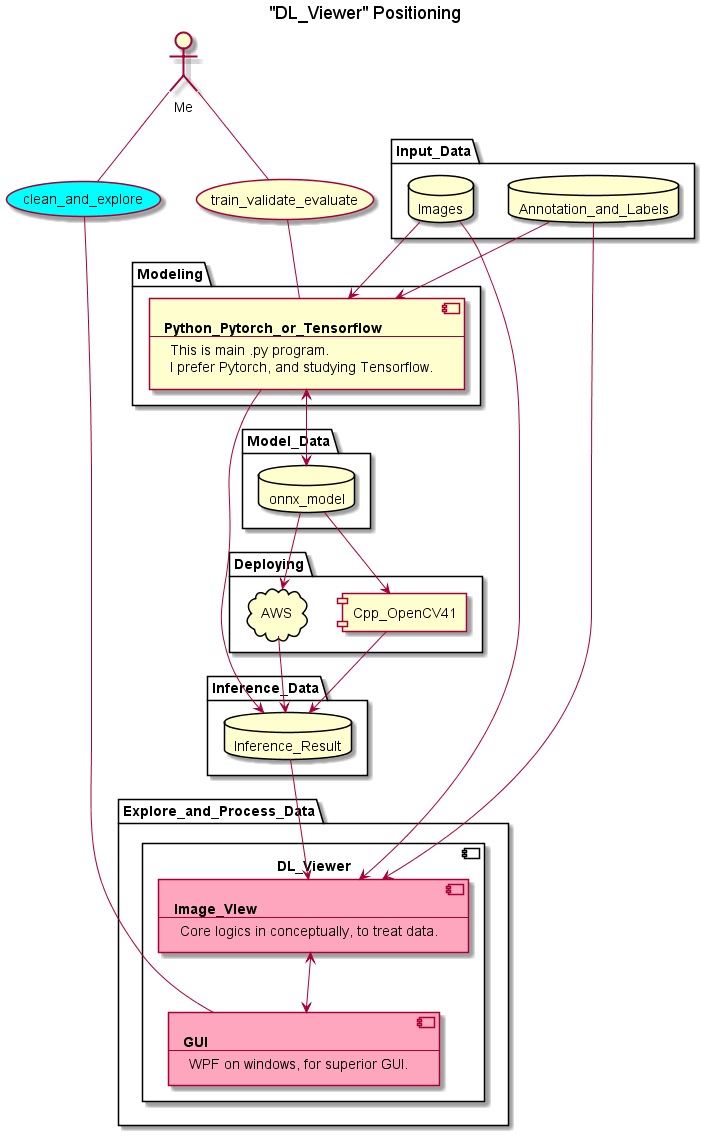 "DL_Viewer" Positioning
Me
clean_and_explore
train_validate_evaluate
Input_Data
Images
Annotation_and_Labels
Modeling
Python_Pytorch_or_Tensorflow
This is main .py program.
I prefer Pytorch, and studying Tensorflow.
Model_Data
onnx_model
Deploying
AWS
Cpp_OpenCV41
Inference_Data
Inference_Result
Explore_and_Process_Data
DL_Viewer
Image_VIew
Core logics in conceptually, to treat data.
GUI
WPF on windows, for superior GUI.